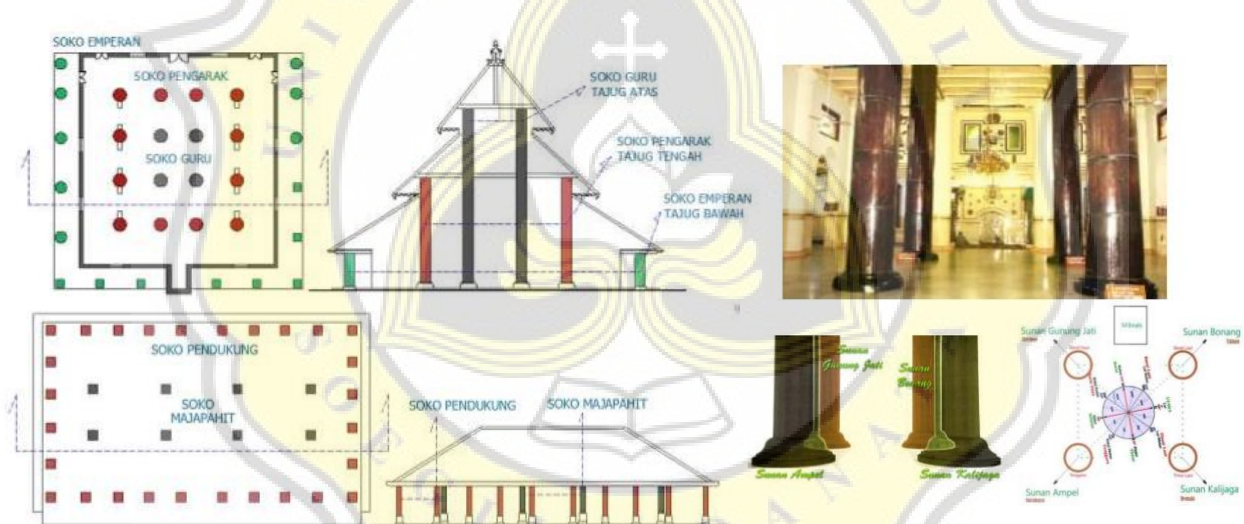 SOKO EMPERAN
SOKO PENGARAK
SOKO GURU
SOKO GURU
TAJUG ATAS
SOKO PENGARAK
TAJUG TENGAH
SOKO EMPERAN
TAJUG BAWAH
SOKO PENDUKUNG
SOKO
MAJAPAHIT
SOKO PENDUKUNG
SOKO MAJAPAHIT
Sunan
Gunung Jati
Sunan
Bonang
Sunan Ampel
Sunan Kalijaga
Mihrab
Sunan Gunung Jati
Sunan Bonang
Sunan Ampel
Sunan Kalijaga